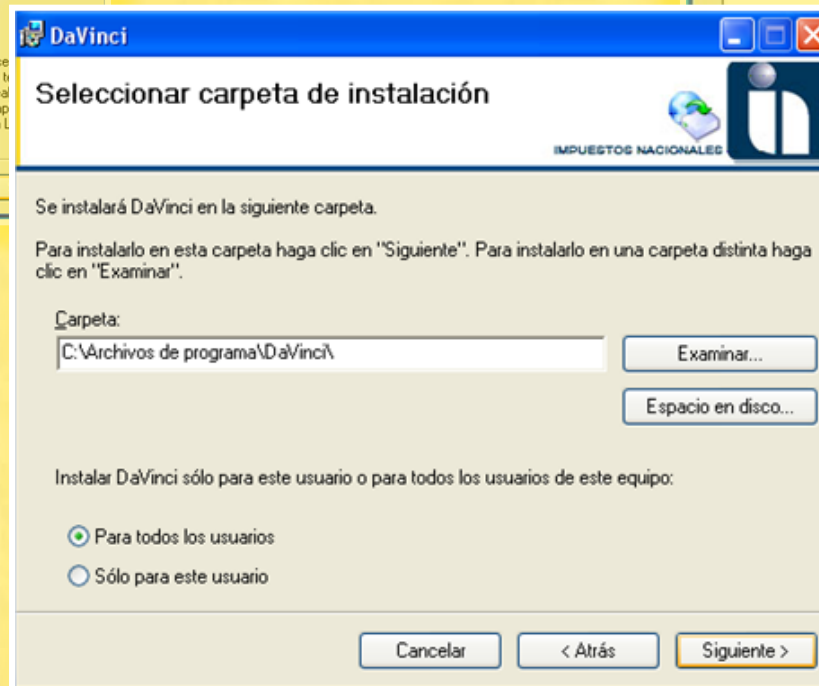 DaVinci
Seleccionar carpeta de instalación
IMPUESTOS NACIONALES
Se instalará DaVinci en la siguiente carpeta.
Para instalarlo en esta carpeta haga clic en "Siguiente". Para instalarlo en una carpeta distinta haga
clic en "Examinar".
Carpeta:
C:\Archivos de programa\DaVinci\
Examinar...
Espacio en disco...
Instalar DaVinci sólo para este usuario o para todos los usuarios de este equipo:
Para todos los usuarios
Sólo para este usuario
Cancelar
< Atrás
Siguiente >